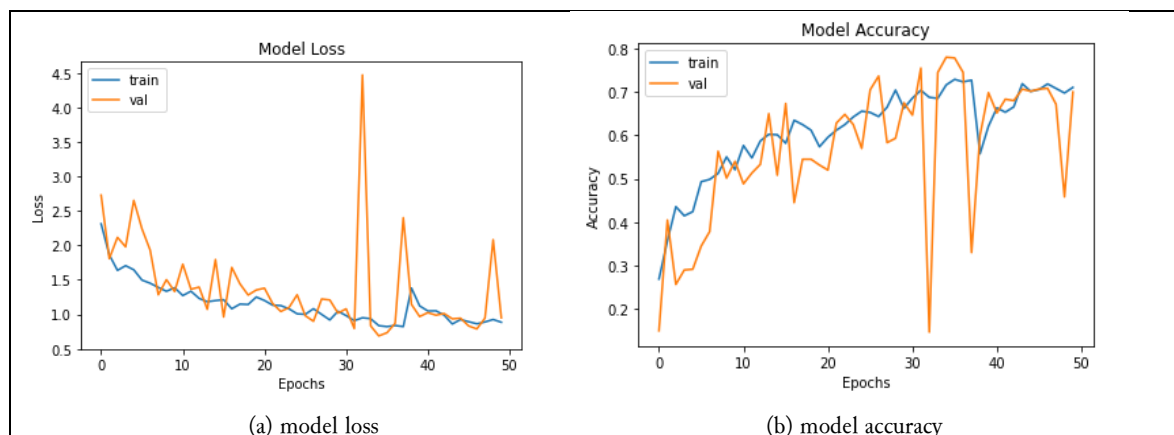 Model Loss
train
val
4.5
4.0
3.5
3.0
2.5
2.0
1.5
1.0
0.5
Loss
0 10 20 30 40 50
Epochs
(a) model loss
Model Accuracy
train
val
0.8
0.7
0.6
0.5
0.4
0.3
0.2
Accuracy
0 10 20 30 40 50
Epochs
(b) model accuracy